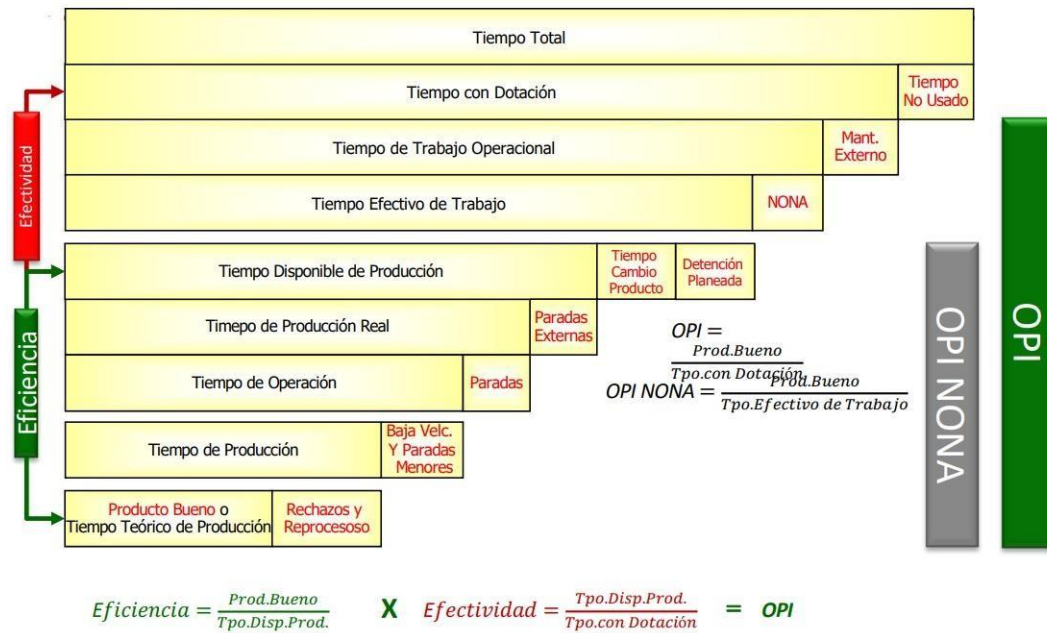 Tiempo Total
Tiempo con Dotación
Tiempo
No Usado
Tiempo de Trabajo Operacional
Mant.
Externo
Tiempo Efectivo de Trabajo
NONA
Efectividad
Tiempo Disponible de Producción
Tiempo
Cambio
Producto
Detención
Planeada
Timepo de Producción Real
Paradas
Externas
Tiempo de Operación
Paradas
Tiempo de Producción
Baja Velc.
Y Paradas
Menores
Producto Bueno o
Tiempo Teórico de Producción
Rechazos y
Reprocesoso
Eficiencia
OPI =
Prod.Bueno
Tpo.con Dotación
OPI NONA = Prod.Bueno
Tpo.Efectivo de Trabajo
OPI NONA
OPI
Eficiencia = Prod.Bueno / Tpo.Disp.Prod. X Efectividad = Tpo.Disp.Prod. / Tpo.con Dotación = OPI